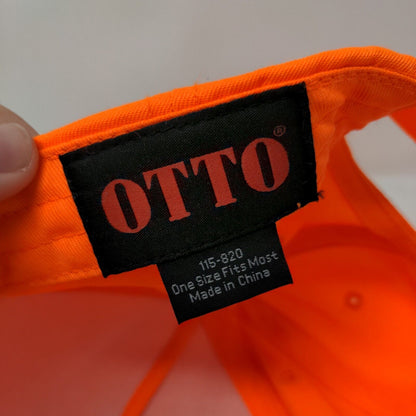 OTTO®
115-820
One Size Fits Most
Made in China